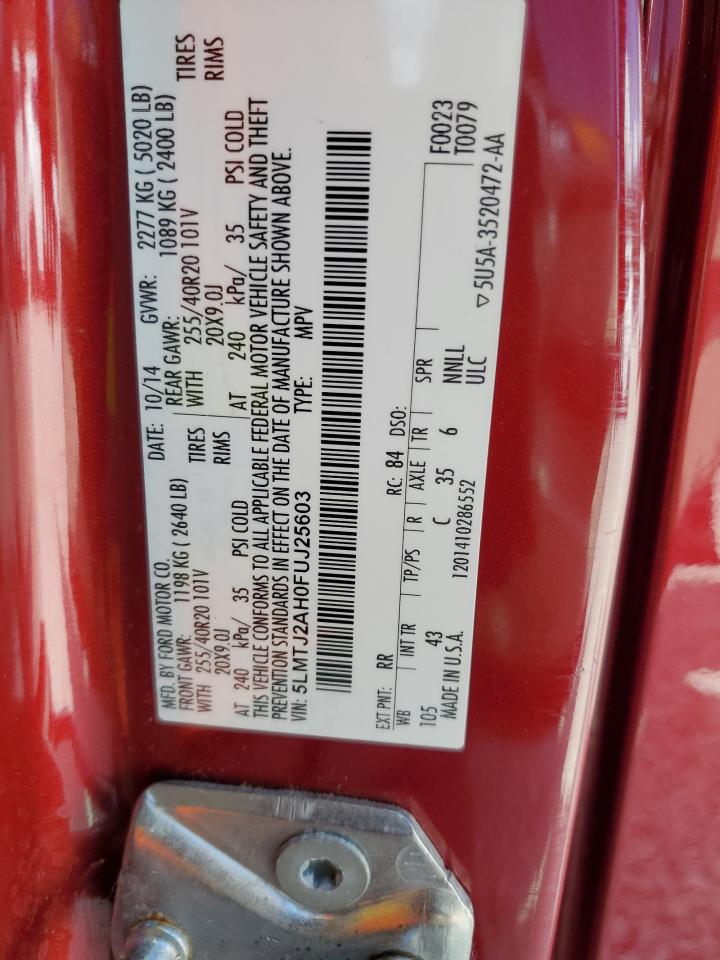 MFD. BY FORD MOTOR CO. DATE: 10/14 GVWR: 2277 KG ( 5020 LB)
FRONT GAWR: 1198 KG ( 2640 LB) REAR GAWR: 1089 KG ( 2400 LB)
WITH 255/40R20 101V TIRES WITH 255/40R20 101V TIRES
20X9.0J RIMS 20X9.0J RIMS
AT 240 kPa/ 35 PSI COLD AT 240 kPa/ 35 PSI COLD
THIS VEHICLE CONFORMS TO ALL APPLICABLE FEDERAL MOTOR VEHICLE SAFETY AND THEFT
PREVENTION STANDARDS IN EFFECT ON THE DATE OF MANUFACTURE SHOWN ABOVE.
VIN: 5LMTJ2AH0FUJ25603 TYPE: MPV
EXT PNT: RR RC: 84 DSO: F0023
T0079
WB INT TR TP/PS R AXLE TR SPR
105 43 C 35 6 NNLL
ULC
MADE IN U.S.A. 1201410286552 ▽5U5A-3520472-AA